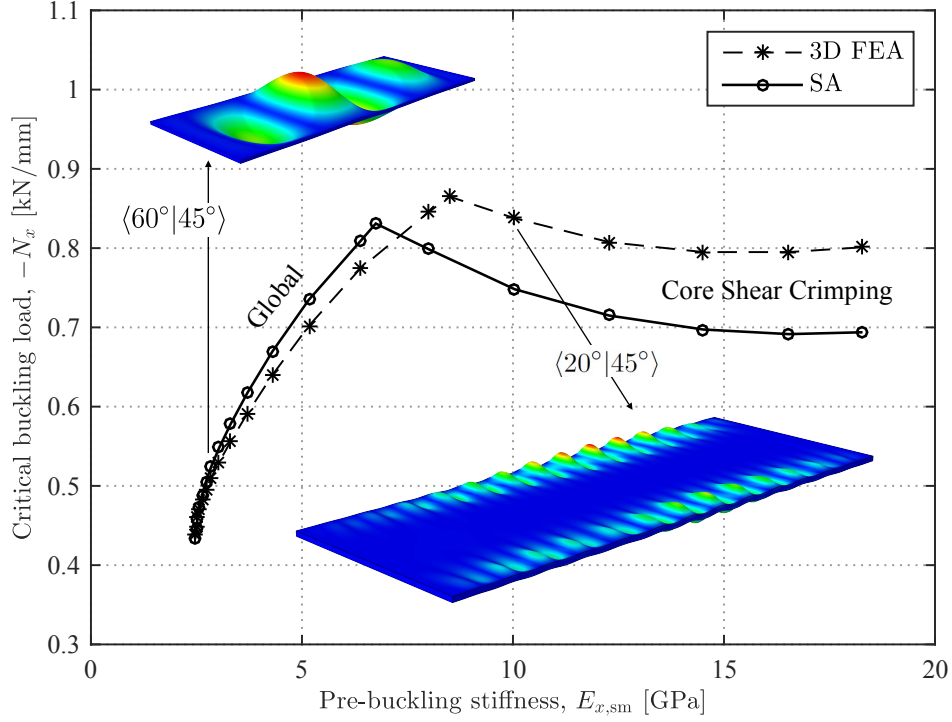 1.1
1
0.9
0.8
0.7
0.6
0.5
0.4
0.3
Critical buckling load, −Nₓ [kN/mm]
3D FEA
SA
⟨60°|45°⟩
Global
Core Shear Crimping
⟨20°|45°⟩
0 5 10 15 20
Pre-buckling stiffness, Eₓ,ₛₘ [GPa]